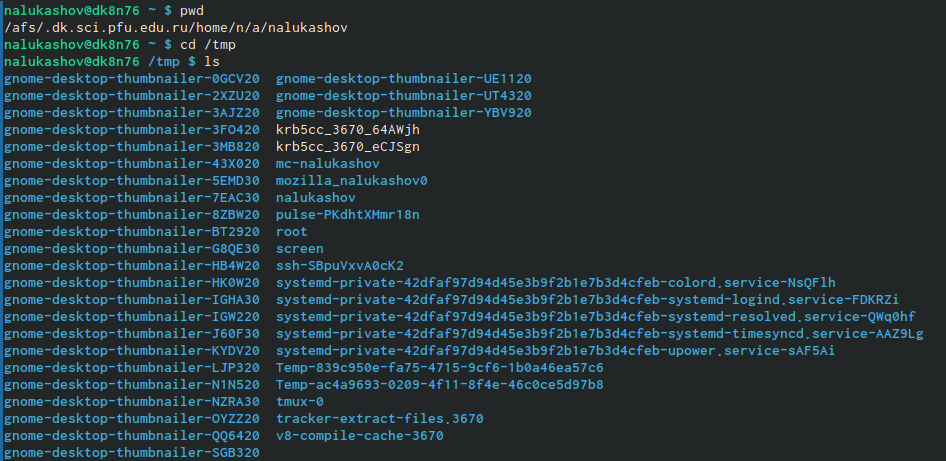 nalukashov@dk8n76 ~ $ pwd
/afs/.dk.sci.pfu.edu.ru/home/n/a/nalukashov
nalukashov@dk8n76 ~ $ cd /tmp
nalukashov@dk8n76 /tmp $ ls
gnome-desktop-thumbnailer-0GCV20  gnome-desktop-thumbnailer-UE1120
gnome-desktop-thumbnailer-2XZU20  gnome-desktop-thumbnailer-UT4320
gnome-desktop-thumbnailer-3AJZ20  gnome-desktop-thumbnailer-YBV920
gnome-desktop-thumbnailer-3FO420  krb5cc_3670_64AWjh
gnome-desktop-thumbnailer-3MB820  krb5cc_3670_eCJSgn
gnome-desktop-thumbnailer-43X020  mc-nalukashov
gnome-desktop-thumbnailer-5EMD30  mozilla_nalukashov0
gnome-desktop-thumbnailer-7EAC30  nalukashov
gnome-desktop-thumbnailer-8ZBW20  pulse-PKdhtXMmr18n
gnome-desktop-thumbnailer-BT2920  root
gnome-desktop-thumbnailer-G8QE30  screen
gnome-desktop-thumbnailer-HB4W20  ssh-SBpuVxvA0cK2
gnome-desktop-thumbnailer-HK0W20  systemd-private-42dfaf97d94d45e3b9f2b1e7b3d4cfeb-colord.service-NsQFlh
gnome-desktop-thumbnailer-IGHA30  systemd-private-42dfaf97d94d45e3b9f2b1e7b3d4cfeb-systemd-logind.service-FDKRZi
gnome-desktop-thumbnailer-IGW220  systemd-private-42dfaf97d94d45e3b9f2b1e7b3d4cfeb-systemd-resolved.service-QWq0hf
gnome-desktop-thumbnailer-J60F30  systemd-private-42dfaf97d94d45e3b9f2b1e7b3d4cfeb-systemd-timesyncd.service-AAZ9Lg
gnome-desktop-thumbnailer-KYDV20  systemd-private-42dfaf97d94d45e3b9f2b1e7b3d4cfeb-upower.service-sAF5Ai
gnome-desktop-thumbnailer-LJP320  Temp-839c950e-fa75-4715-9cf6-1b0a46ea57c6
gnome-desktop-thumbnailer-N1N520  Temp-ac4a9693-0209-4f11-8f4e-46c0ce5d97b8
gnome-desktop-thumbnailer-NZRA30  tmux-0
gnome-desktop-thumbnailer-OYZZ20  tracker-extract-files.3670
gnome-desktop-thumbnailer-QQ6420  v8-compile-cache-3670
gnome-desktop-thumbnailer-SGB320